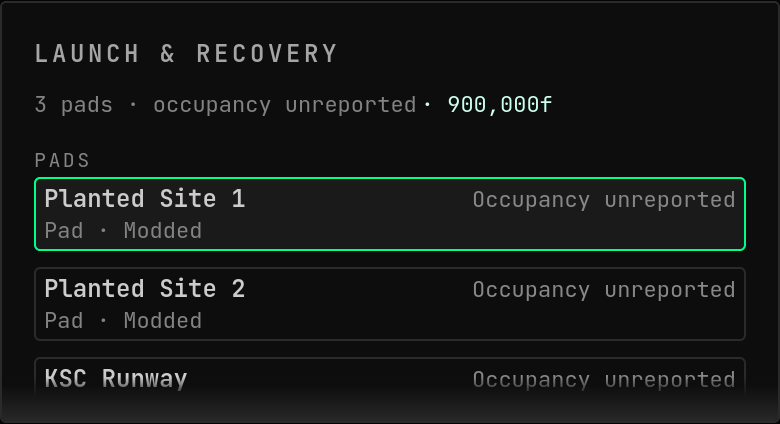 LAUNCH & RECOVERY
3 pads · occupancy unreported · 900,000f
PADS
Planted Site 1 Occupancy unreported
Pad · Modded
Planted Site 2 Occupancy unreported
Pad · Modded
KSC Runway Occupancy unreported